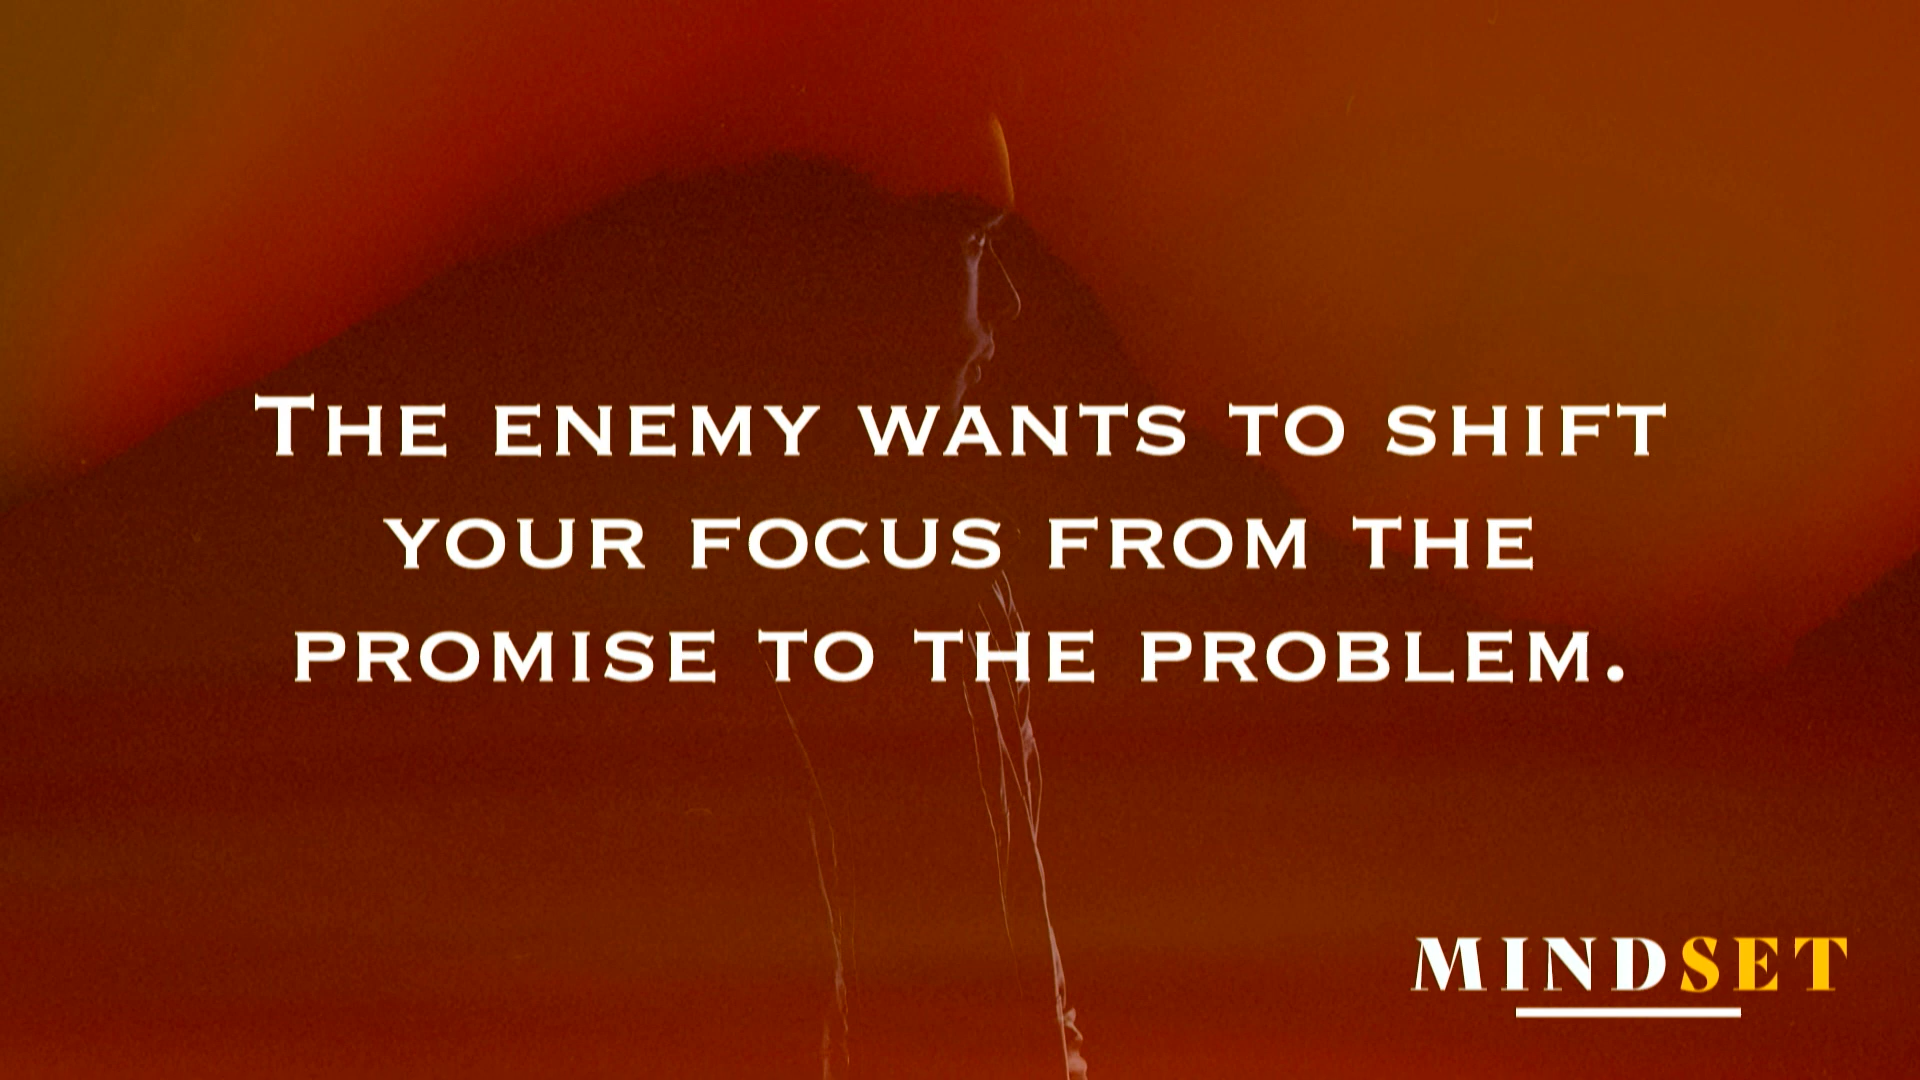 The enemy wants to shift
your focus from the
promise to the problem.
MINDSET